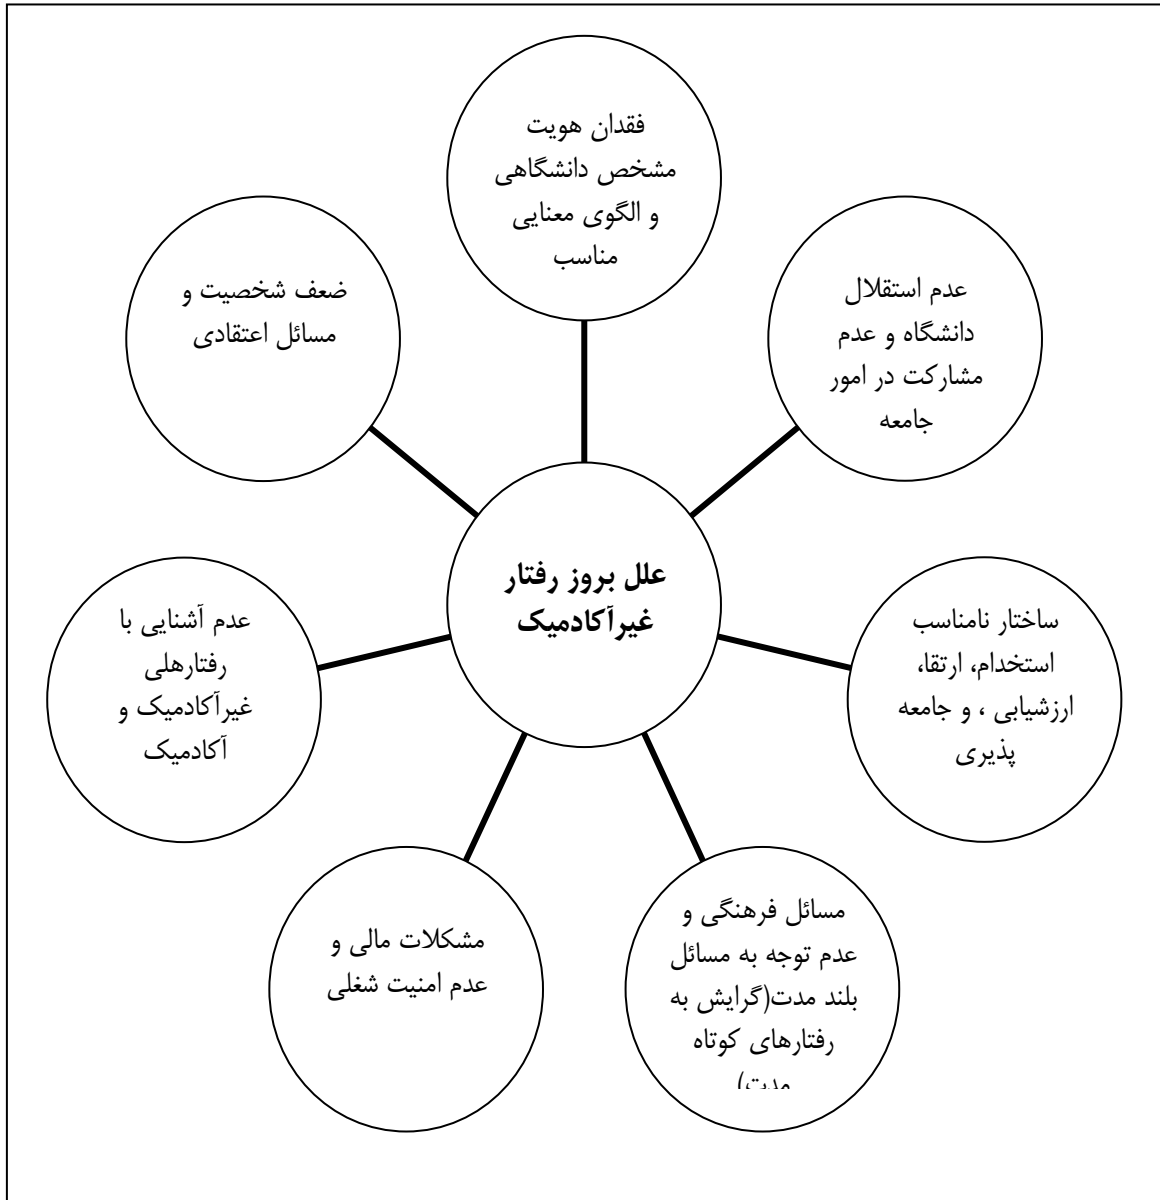 فقدان هویت
مشخص دانشگاهی
و الگوی معنایی
مناسب
عدم استقلال
دانشگاه و عدم
مشارکت در امور
جامعه
ساختار نامناسب
استخدام، ارتقا،
ارزشیابی ، و جامعه
پذیری
مسائل فرهنگی و
عدم توجه به مسائل
بلند مدت(گرایش به
رفتارهای کوتاه
مدت)
مشکلات مالی و
عدم امنیت شغلی
عدم آشنایی با
رفتارهلی
غیرآکادمیک و
آکادمیک
ضعف شخصیت و
مسائل اعتقادی
علل بروز رفتار
غیرآکادمیک